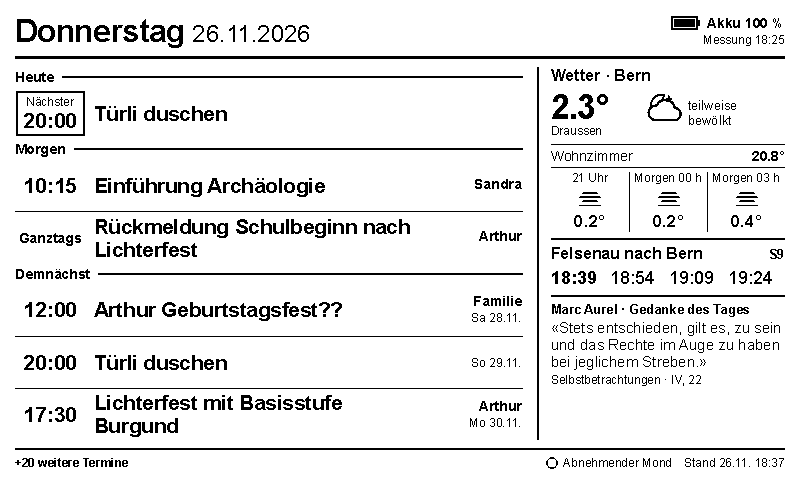 Donnerstag 26.11.2026
Akku 100 %
Messung 18:25
Heute
Nächster
20:00
Türli duschen
Morgen
10:15 Einführung Archäologie Sandra
Ganztags
Rückmeldung Schulbeginn nach
Lichterfest
Arthur
Demnächst
12:00 Arthur Geburtstagsfest??
Familie
Sa 28.11.
20:00 Türli duschen So 29.11.
17:30
Lichterfest mit Basisstufe
Burgund
Arthur
Mo 30.11.
Wetter · Bern
2.3°
Draussen
teilweise
bewölkt
Wohnzimmer 20.8°
21 Uhr Morgen 00 h Morgen 03 h
0.2° 0.2° 0.4°
Felsenau nach Bern S9
18:39 18:54 19:09 19:24
Marc Aurel · Gedanke des Tages
«Stets entschieden, gilt es, zu sein
und das Rechte im Auge zu haben
bei jeglichem Streben.»
Selbstbetrachtungen · IV, 22
+20 weitere Termine
Abnehmender Mond Stand 26.11. 18:37